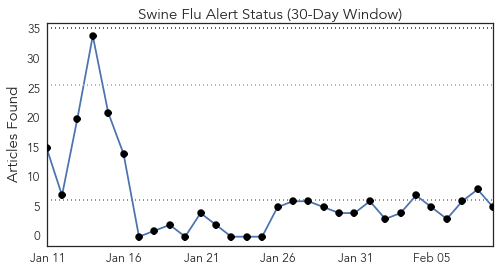 Swine Flu Alert Status (30-Day Window)
Articles Found
35
30
25
20
15
10
5
0
Jan 11 Jan 16 Jan 21 Jan 26 Jan 31 Feb 05